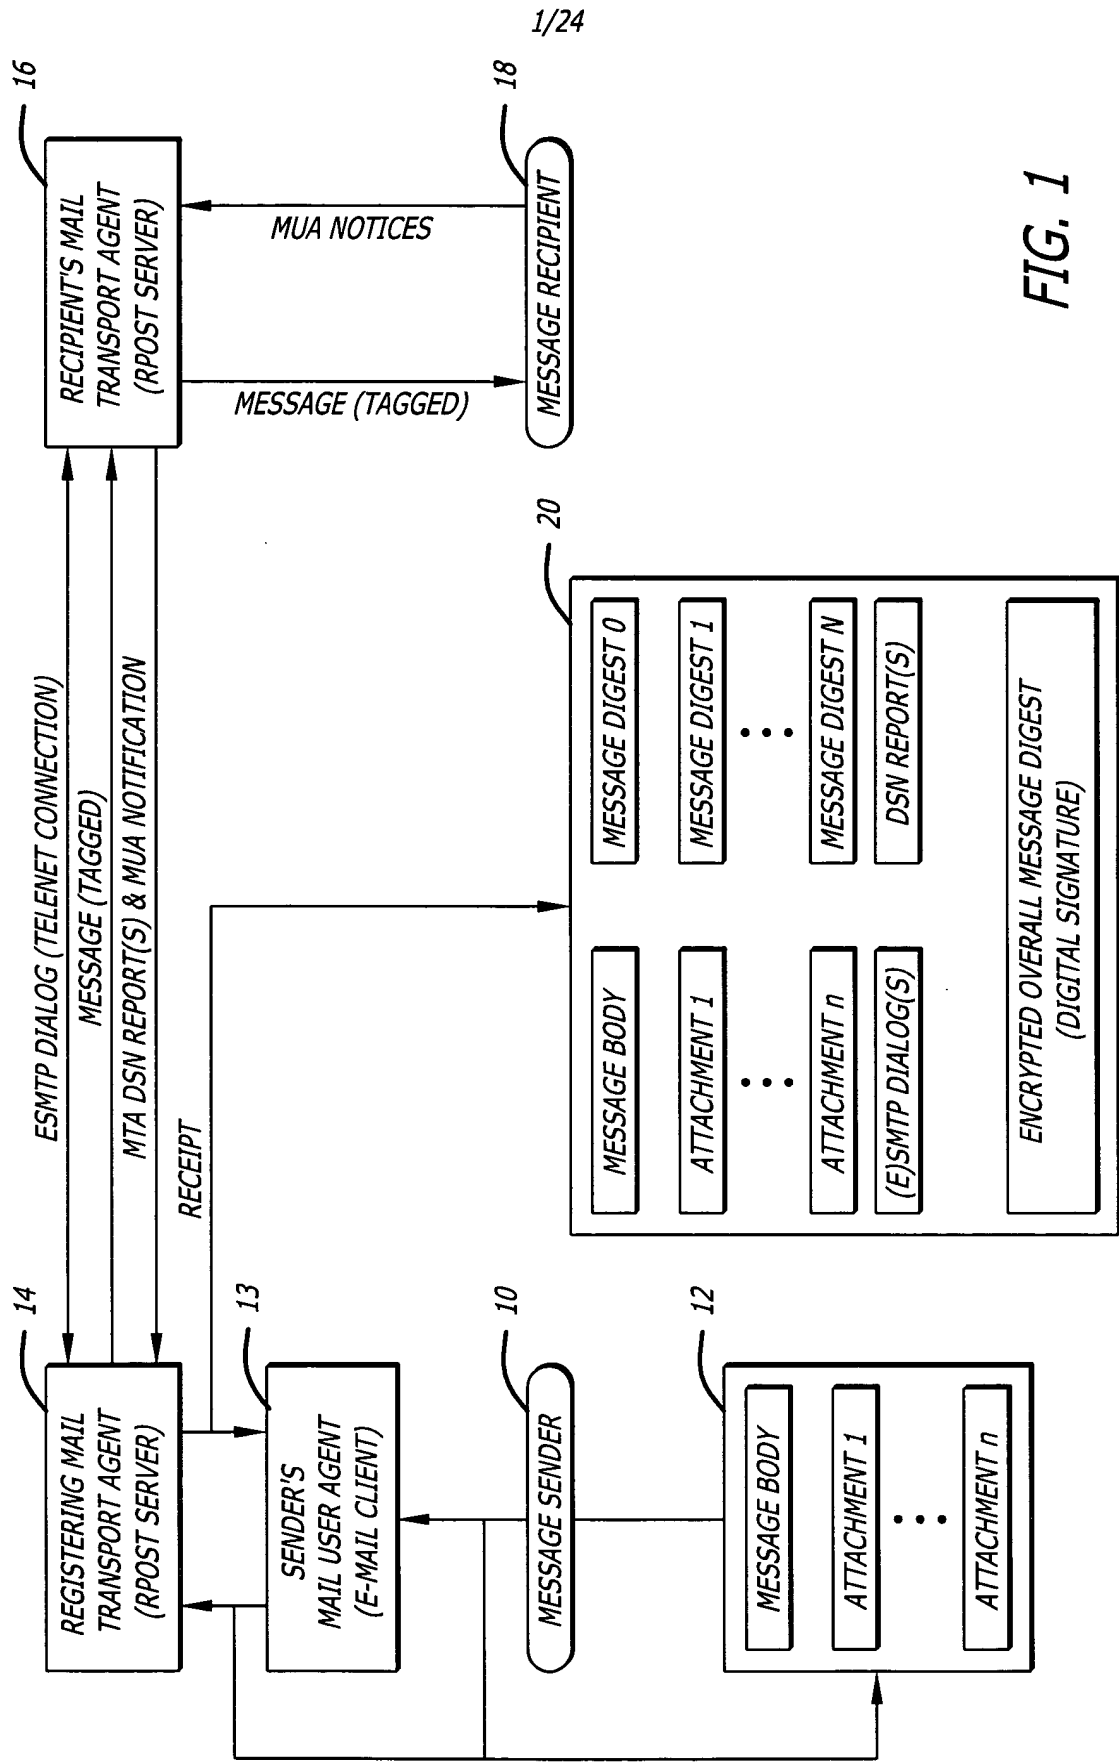 1/24
14
REGISTERING MAIL
TRANSPORT AGENT
(RPOST SERVER)
ESMTP DIALOG (TELENET CONNECTION)
MESSAGE (TAGGED)
MTA DSN REPORT(S) & MUA NOTIFICATION
RECEIPT
16
RECIPIENT'S MAIL
TRANSPORT AGENT
(RPOST SERVER)
13
SENDER'S
MAIL USER AGENT
(E-MAIL CLIENT)
MESSAGE (TAGGED)
MUA NOTICES
10
MESSAGE SENDER
18
MESSAGE RECIPIENT
12
MESSAGE BODY
ATTACHMENT 1
ATTACHMENT n
20
MESSAGE BODY
MESSAGE DIGEST 0
ATTACHMENT 1
MESSAGE DIGEST 1
ATTACHMENT n
MESSAGE DIGEST N
(E)SMTP DIALOG(S)
DSN REPORT(S)
ENCRYPTED OVERALL MESSAGE DIGEST
(DIGITAL SIGNATURE)
FIG. 1